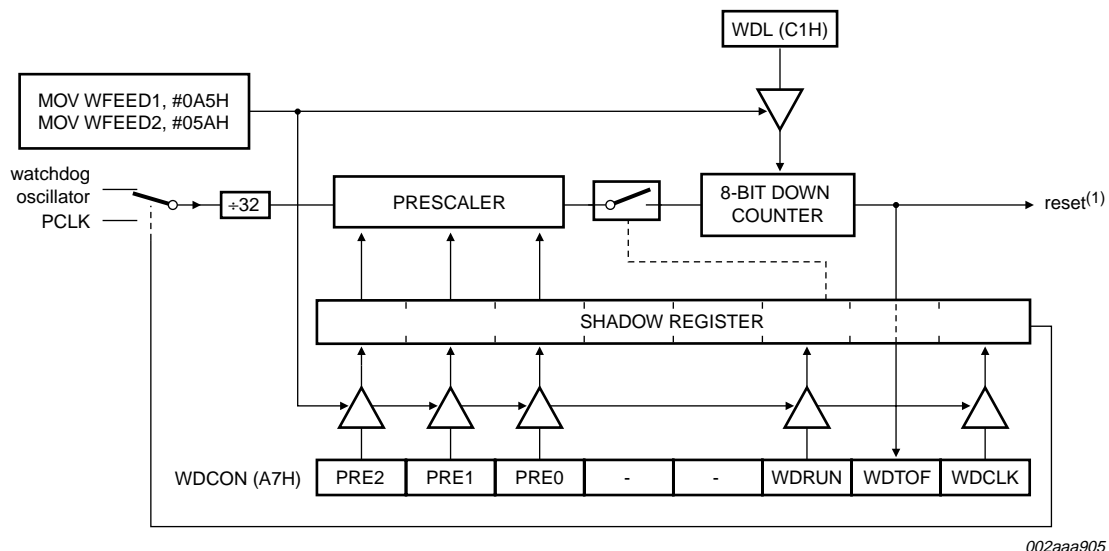 WDL (C1H)
MOV WFEED1, #0A5H
MOV WFEED2, #05AH
watchdog
oscillator
PCLK
÷32
PRESCALER
8-BIT DOWN
COUNTER
reset(1)
SHADOW REGISTER
WDCON (A7H) PRE2 PRE1 PRE0 - - WDRUN WDTOF WDCLK
002aaa905